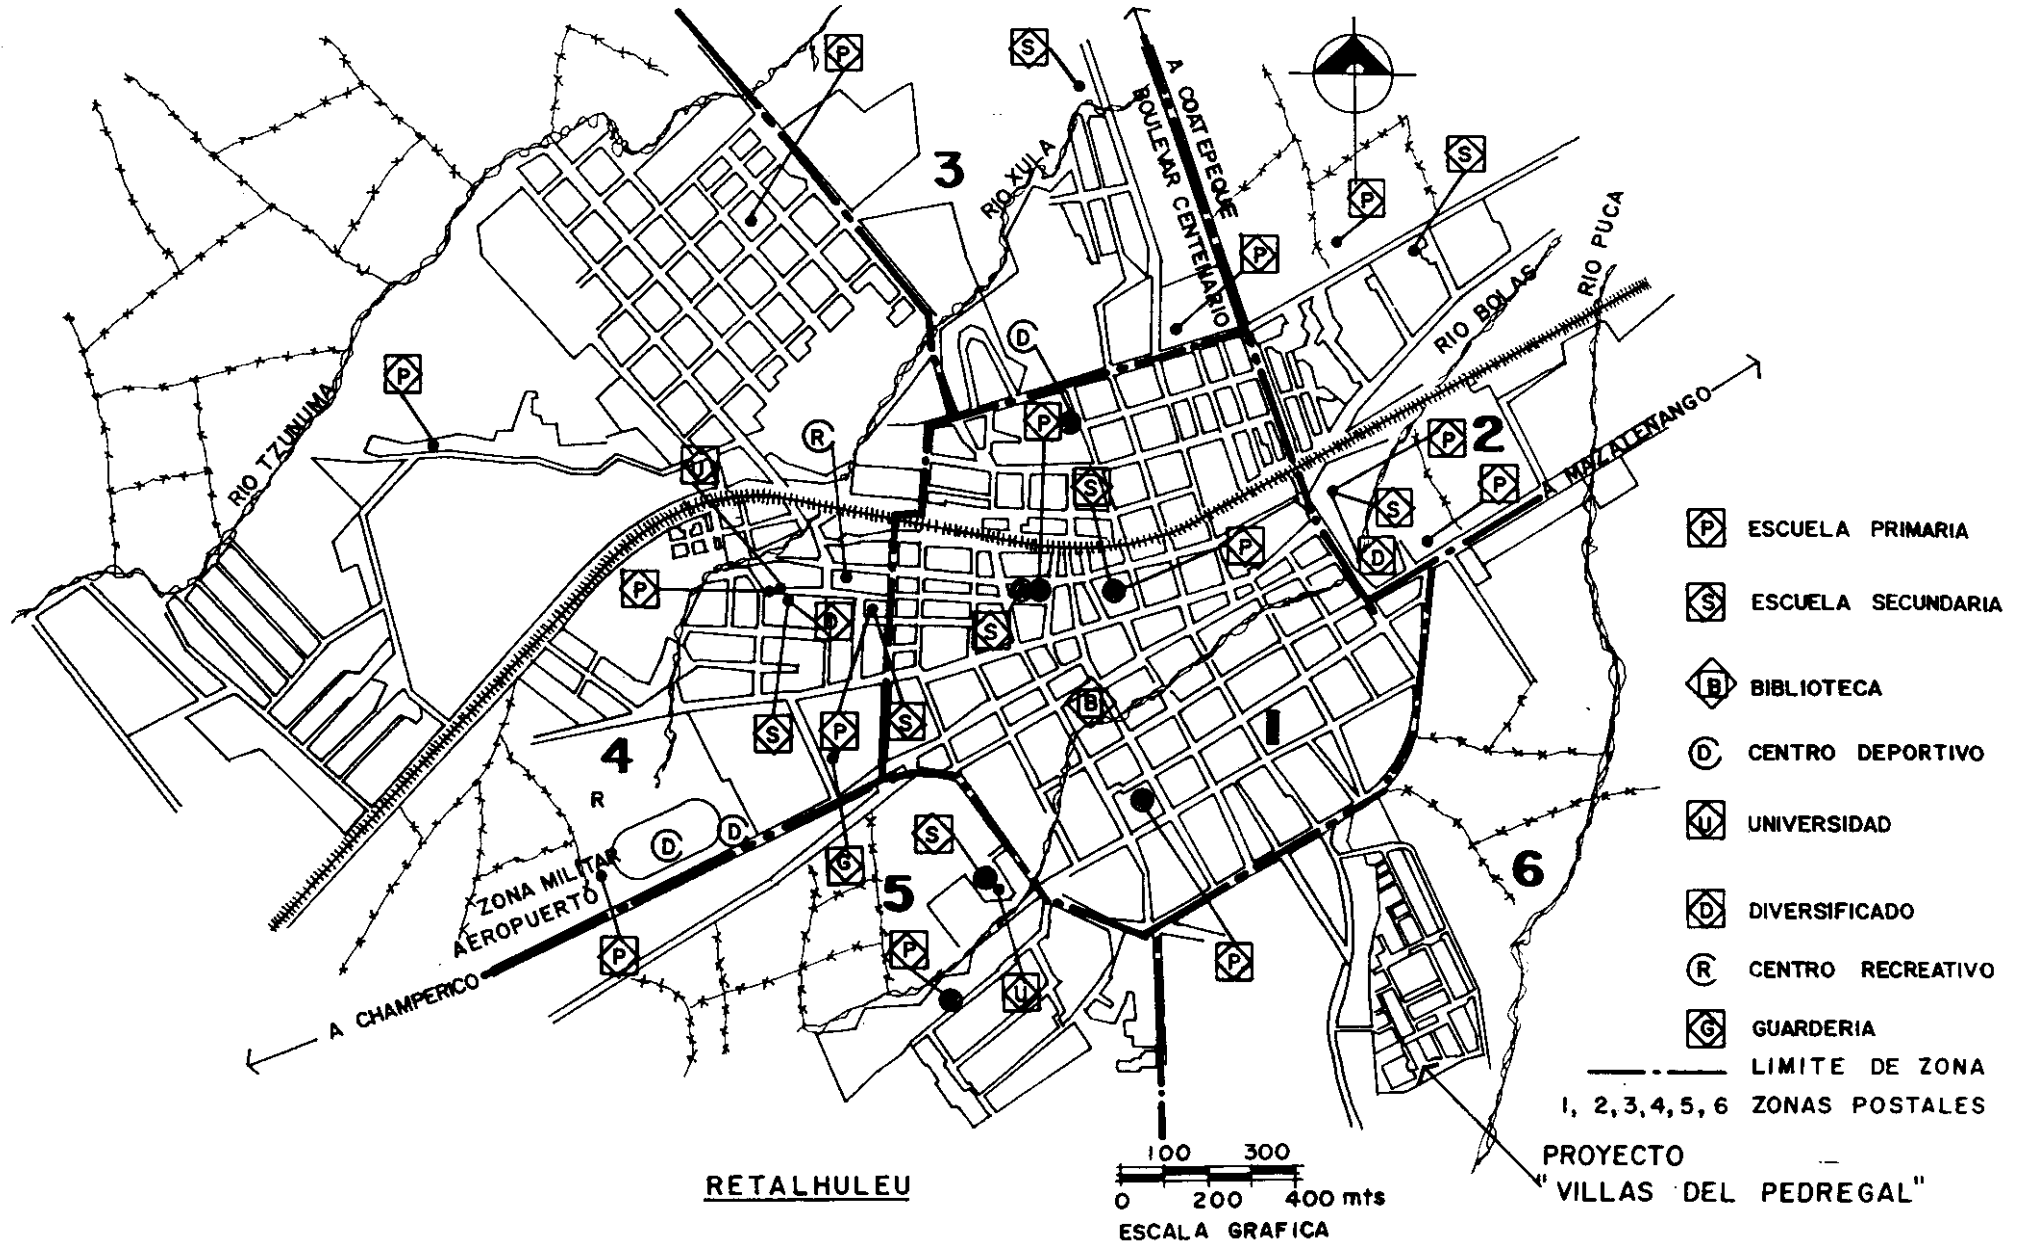 P
S
A COATEPEQUE
BOULEVAR CENTENARIO
3
RIO XULA
S
P
P
RIO PUCA
RIO BOLAS
D
P
RIO TZUNUMA
R
U
P
S
P
2
P
S
A MAZATENANGO
P
D
P
D
S
B
1
4
S
P
S
R
D
D
G
S
5
6
ZONA MILITAR
AEROPUERTO
P
P
U
P
A CHAMPERICO
P ESCUELA PRIMARIA
S ESCUELA SECUNDARIA
B BIBLIOTECA
D CENTRO DEPORTIVO
U UNIVERSIDAD
D DIVERSIFICADO
R CENTRO RECREATIVO
G GUARDERIA
LIMITE DE ZONA
1, 2,3,4,5,6 ZONAS POSTALES
PROYECTO
"VILLAS DEL PEDREGAL"
RETALHULEU
100 300
0 200 400 mts
ESCALA GRAFICA